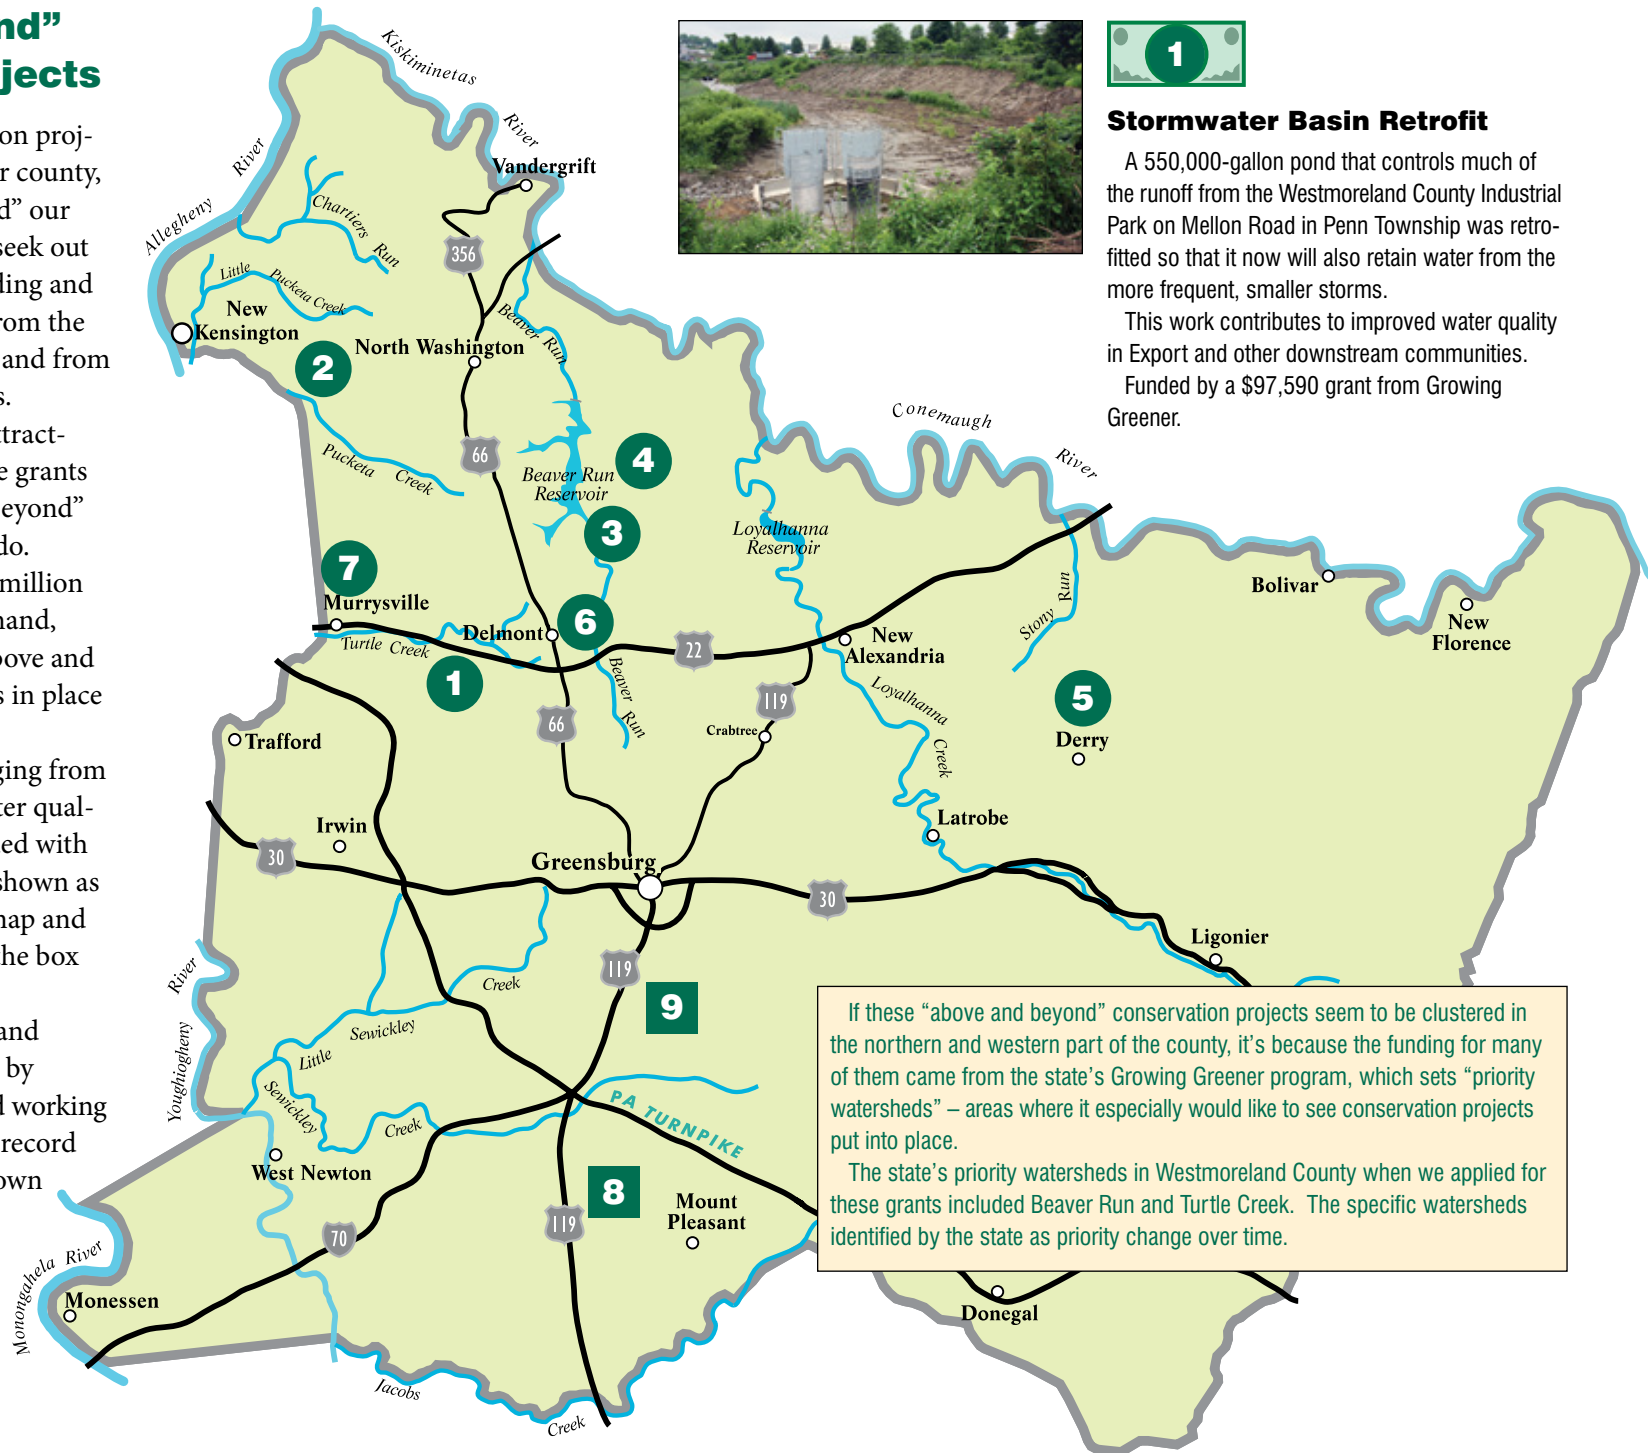 nd”
jects
on proj-
r county,
d” our
seek out
ding and
rom the
and from
s.
ttract-
e grants
eyond”
do.
million
hand,
bove and
s in place
ging from
ter qual-
ed with
shown as
map and
the box
and
by
d working
record
own
1
Stormwater Basin Retrofit
A 550,000-gallon pond that controls much of
the runoff from the Westmoreland County Industrial
Park on Mellon Road in Penn Township was retro-
fitted so that it now will also retain water from the
more frequent, smaller storms.
This work contributes to improved water quality
in Export and other downstream communities.
Funded by a $97,590 grant from Growing
Greener.
Kiskiminetas
River
Vandergrift
Allegheny
River
Chartiers
Run
356
Little
Pucketa Creek
New
Kensington
Beaver Run
North Washington
2
66
Pucketa
Creek
Beaver Run
Reservoir
4
3
Conemaugh
River
Loyalhanna
Reservoir
7
Murrysville
Turtle Creek
Delmont
6
1
22
Beaver
Run
66
119
Crabtree
New
Alexandria
Loyalhanna
Creek
Stony
Run
Bolivar
New
Florence
5
Derry
Trafford
Irwin
30
Greensburg
30
Latrobe
Ligonier
119
9
River
Youghiogheny
Creek
Sewickley
Little
Sewickley
Creek
PA TURNPIKE
West Newton
8
Mount
Pleasant
119
70
Monongahela River
Monessen
Jacobs
Creek
Donegal
If these “above and beyond” conservation projects seem to be clustered in
the northern and western part of the county, it’s because the funding for many
of them came from the state’s Growing Greener program, which sets “priority
watersheds” – areas where it especially would like to see conservation projects
put into place.
The state’s priority watersheds in Westmoreland County when we applied for
these grants included Beaver Run and Turtle Creek. The specific watersheds
identified by the state as priority change over time.